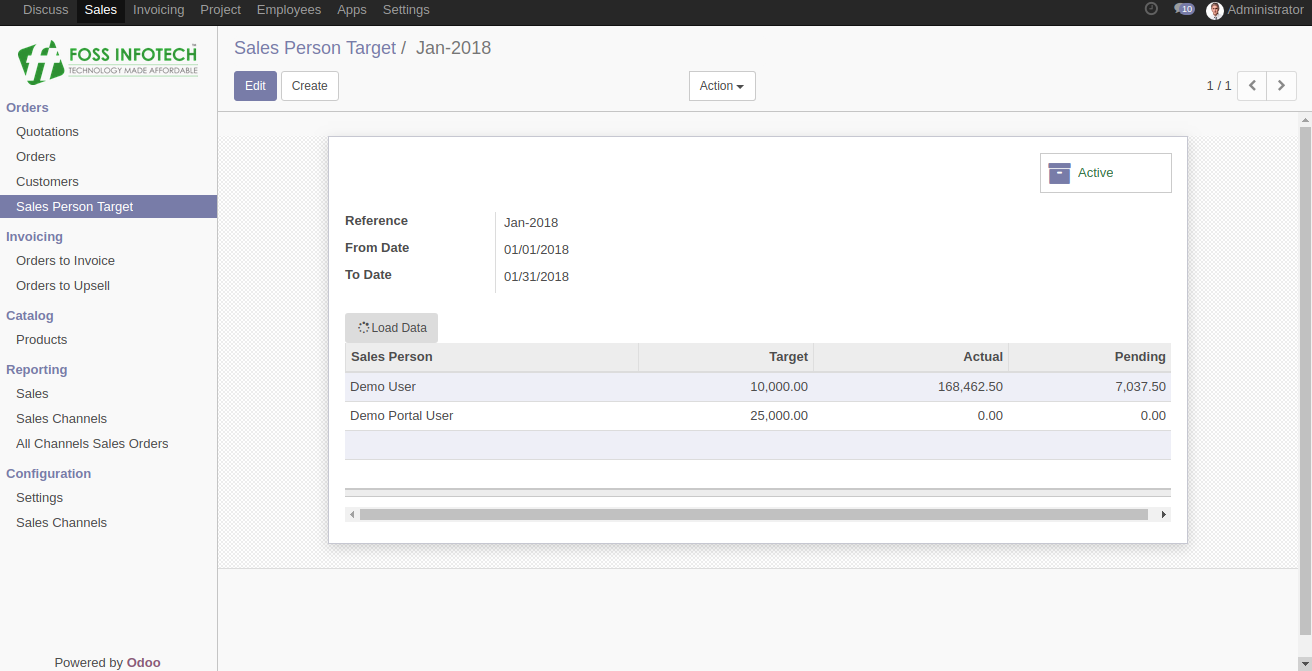 Discuss Sales Invoicing Project Employees Apps Settings 10 Administrator
FOSS INFOTECH
TECHNOLOGY MADE AFFORDABLE
Sales Person Target / Jan-2018
Edit Create Action 1 / 1
Orders
Quotations
Orders
Customers
Sales Person Target
Invoicing
Orders to Invoice
Orders to Upsell
Catalog
Products
Reporting
Sales
Sales Channels
All Channels Sales Orders
Configuration
Settings
Sales Channels
Powered by Odoo
Active
Reference Jan-2018
From Date 01/01/2018
To Date 01/31/2018
Load Data
Sales Person Target Actual Pending
Demo User 10,000.00 168,462.50 7,037.50
Demo Portal User 25,000.00 0.00 0.00